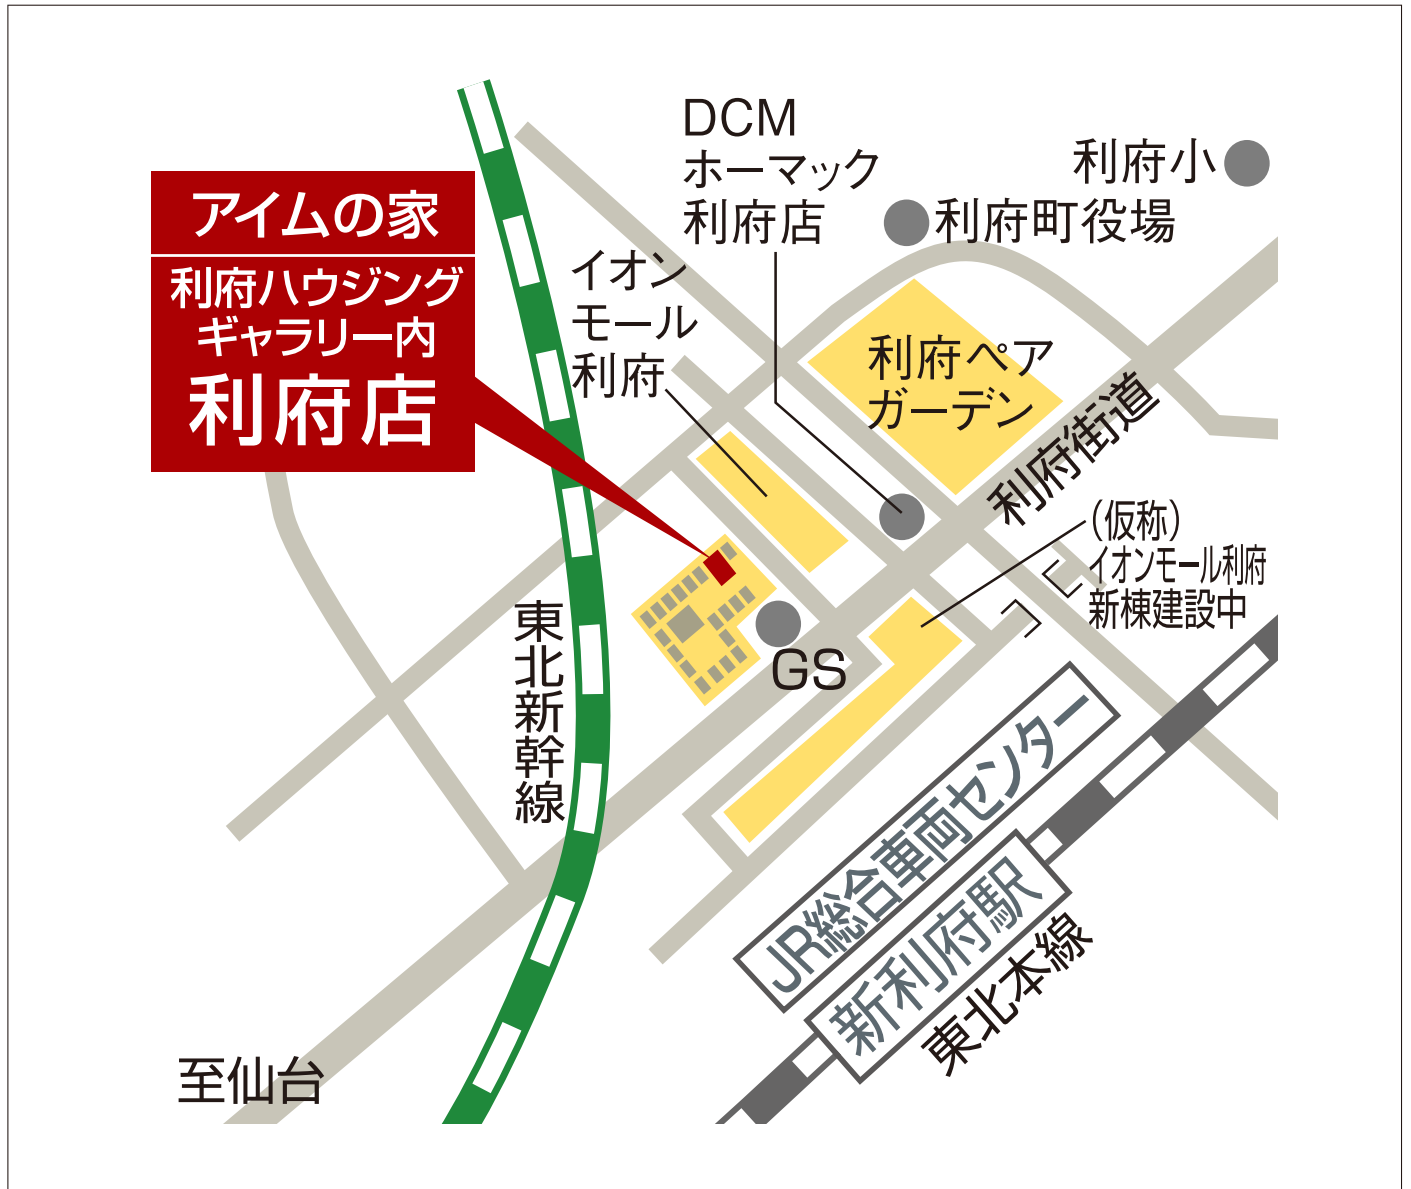 アイムの家
利府ハウジング
ギャラリー内
利府店
DCM
ホーマック
利府店
利府小
利府町役場
イオン
モール
利府
利府ペア
ガーデン
利府街道
(仮称)
イオンモール利府
新棟建設中
GS
東北新幹線
JR総合車両センター
新利府駅
東北本線
至仙台